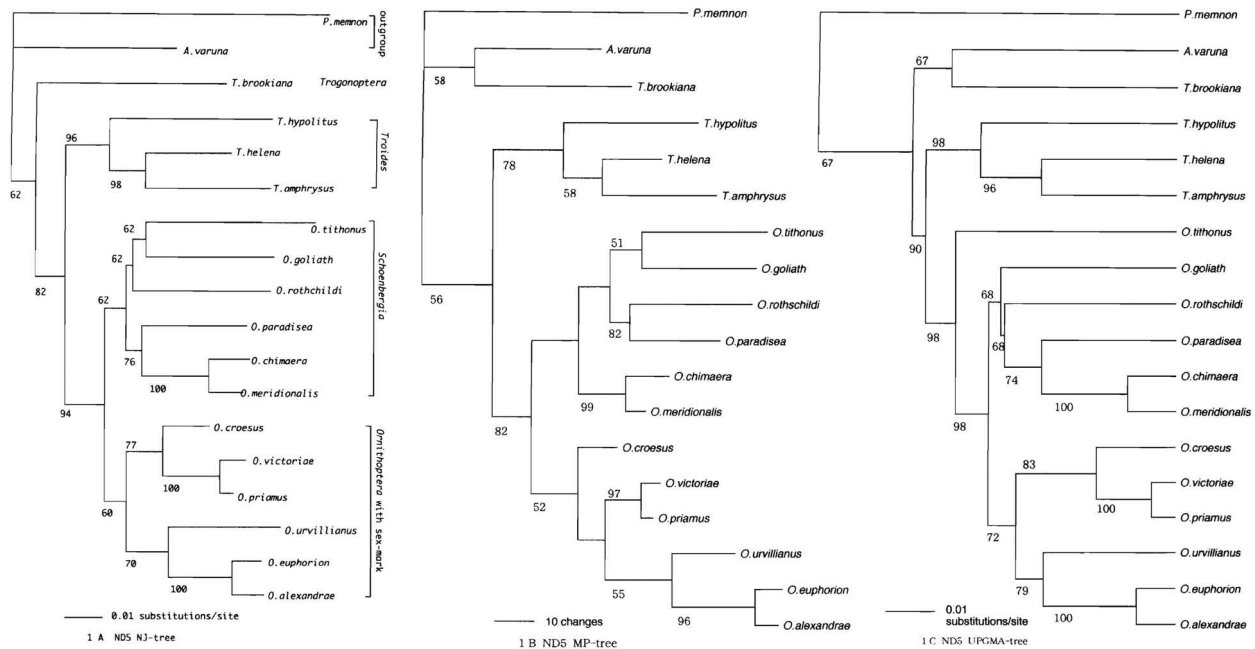 P.memnon
outgroup
A.varuna
T.brookiana Trogonoptera
T.hypolitus
96
T.helena
Troides
98
T.amphrysus
62
O.tithonus
62
62
O.goliath
O.rothchildi
Schoenbergia
82
62
O.paradisea
76
O.chimaera
100
O.meridionalis
94
O.croesus
77
O.victoriae
100
O.priamus
60
Ornithoptera with sex-mark
O.urvillianus
70
O.euphorion
100
O.alexandrae
0.01 substitutions/site
1 A ND5 NJ-tree
P.memnon
A.varuna
58
T.brookiana
T.hypolitus
78
T.helena
58
T.amphrysus
O.tithonus
51
O.goliath
56
O.rothschildi
82
O.paradisea
O.chimaera
99
O.meridionalis
82
O.croesus
O.victoriae
97
52
O.priamus
O.urvillianus
55
O.euphorion
96
O.alexandrae
10 changes
1 B ND5 MP-tree
P.memnon
A.varuna
67
T.brookiana
T.hypolitus
98
67
T.helena
96
T.amphrysus
O.tithonus
90
O.goliath
68
O.rothschildi
98
68
O.paradisea
74
O.chimaera
100
O.meridionalis
98
O.croesus
83
O.victoriae
100
O.priamus
72
O.urvillianus
79
O.euphorion
100
O.alexandrae
0.01
substitutions/site
1 C ND5 UPGMA-tree